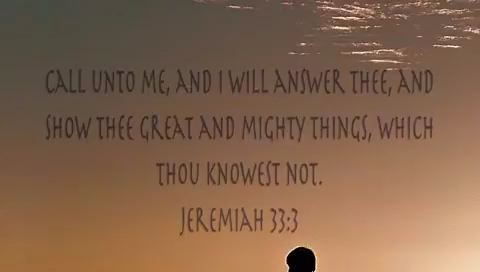 CALL UNTO ME, AND I WILL ANSWER THEE, AND
SHOW THEE GREAT AND MIGHTY THINGS, WHICH
THOU KNOWEST NOT.
JEREMIAH 33:3